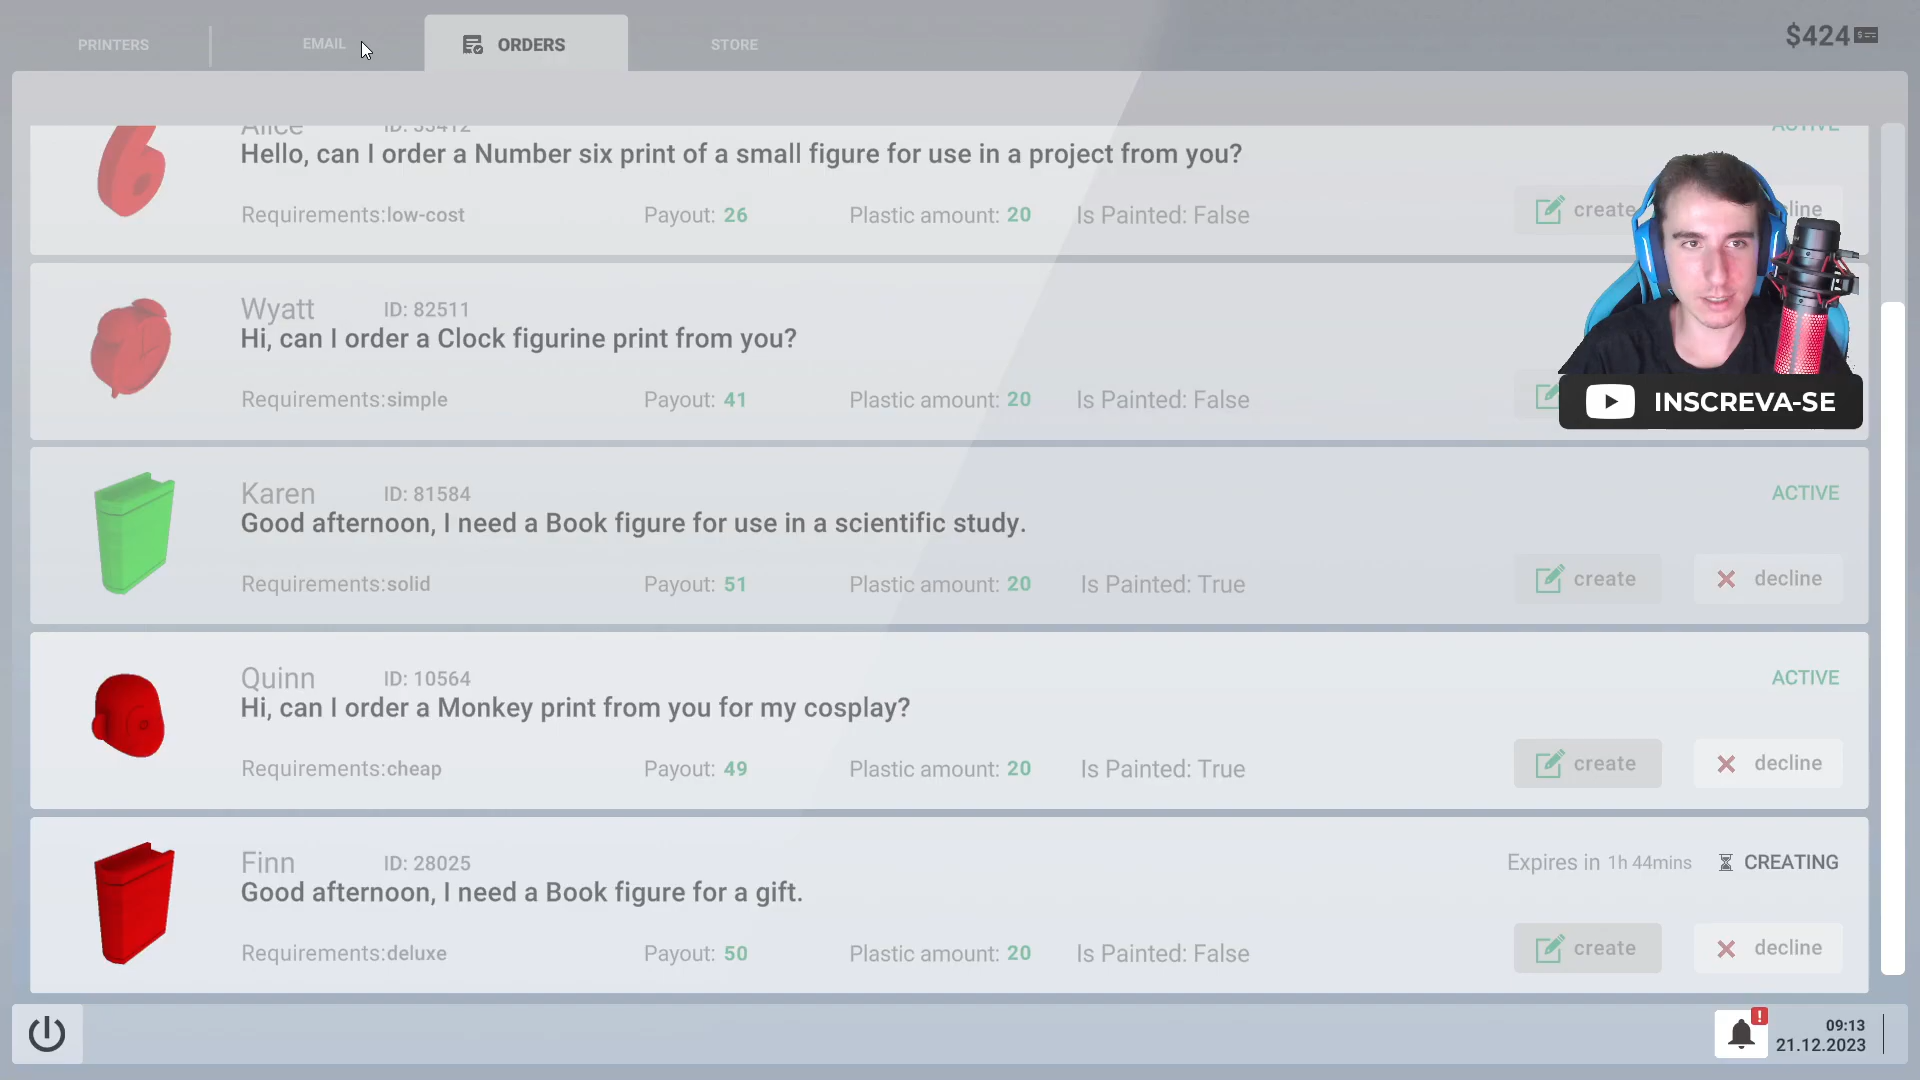 PRINTERS
EMAIL
ORDERS
STORE
$424
Alice ID: 33412 ACTIVE
Hello, can I order a Number six print of a small figure for use in a project from you?
Requirements:low-cost Payout: 26 Plastic amount: 20 Is Painted: False create
Wyatt ID: 82511
Hi, can I order a Clock figurine print from you?
Requirements:simple Payout: 41 Plastic amount: 20 Is Painted: False
INSCREVA-SE
Karen ID: 81584 ACTIVE
Good afternoon, I need a Book figure for use in a scientific study.
Requirements:solid Payout: 51 Plastic amount: 20 Is Painted: True create decline
Quinn ID: 10564 ACTIVE
Hi, can I order a Monkey print from you for my cosplay?
Requirements:cheap Payout: 49 Plastic amount: 20 Is Painted: True create decline
Finn ID: 28025 Expires in 1h 44mins CREATING
Good afternoon, I need a Book figure for a gift.
Requirements:deluxe Payout: 50 Plastic amount: 20 Is Painted: False create decline
!
09:13
21.12.2023